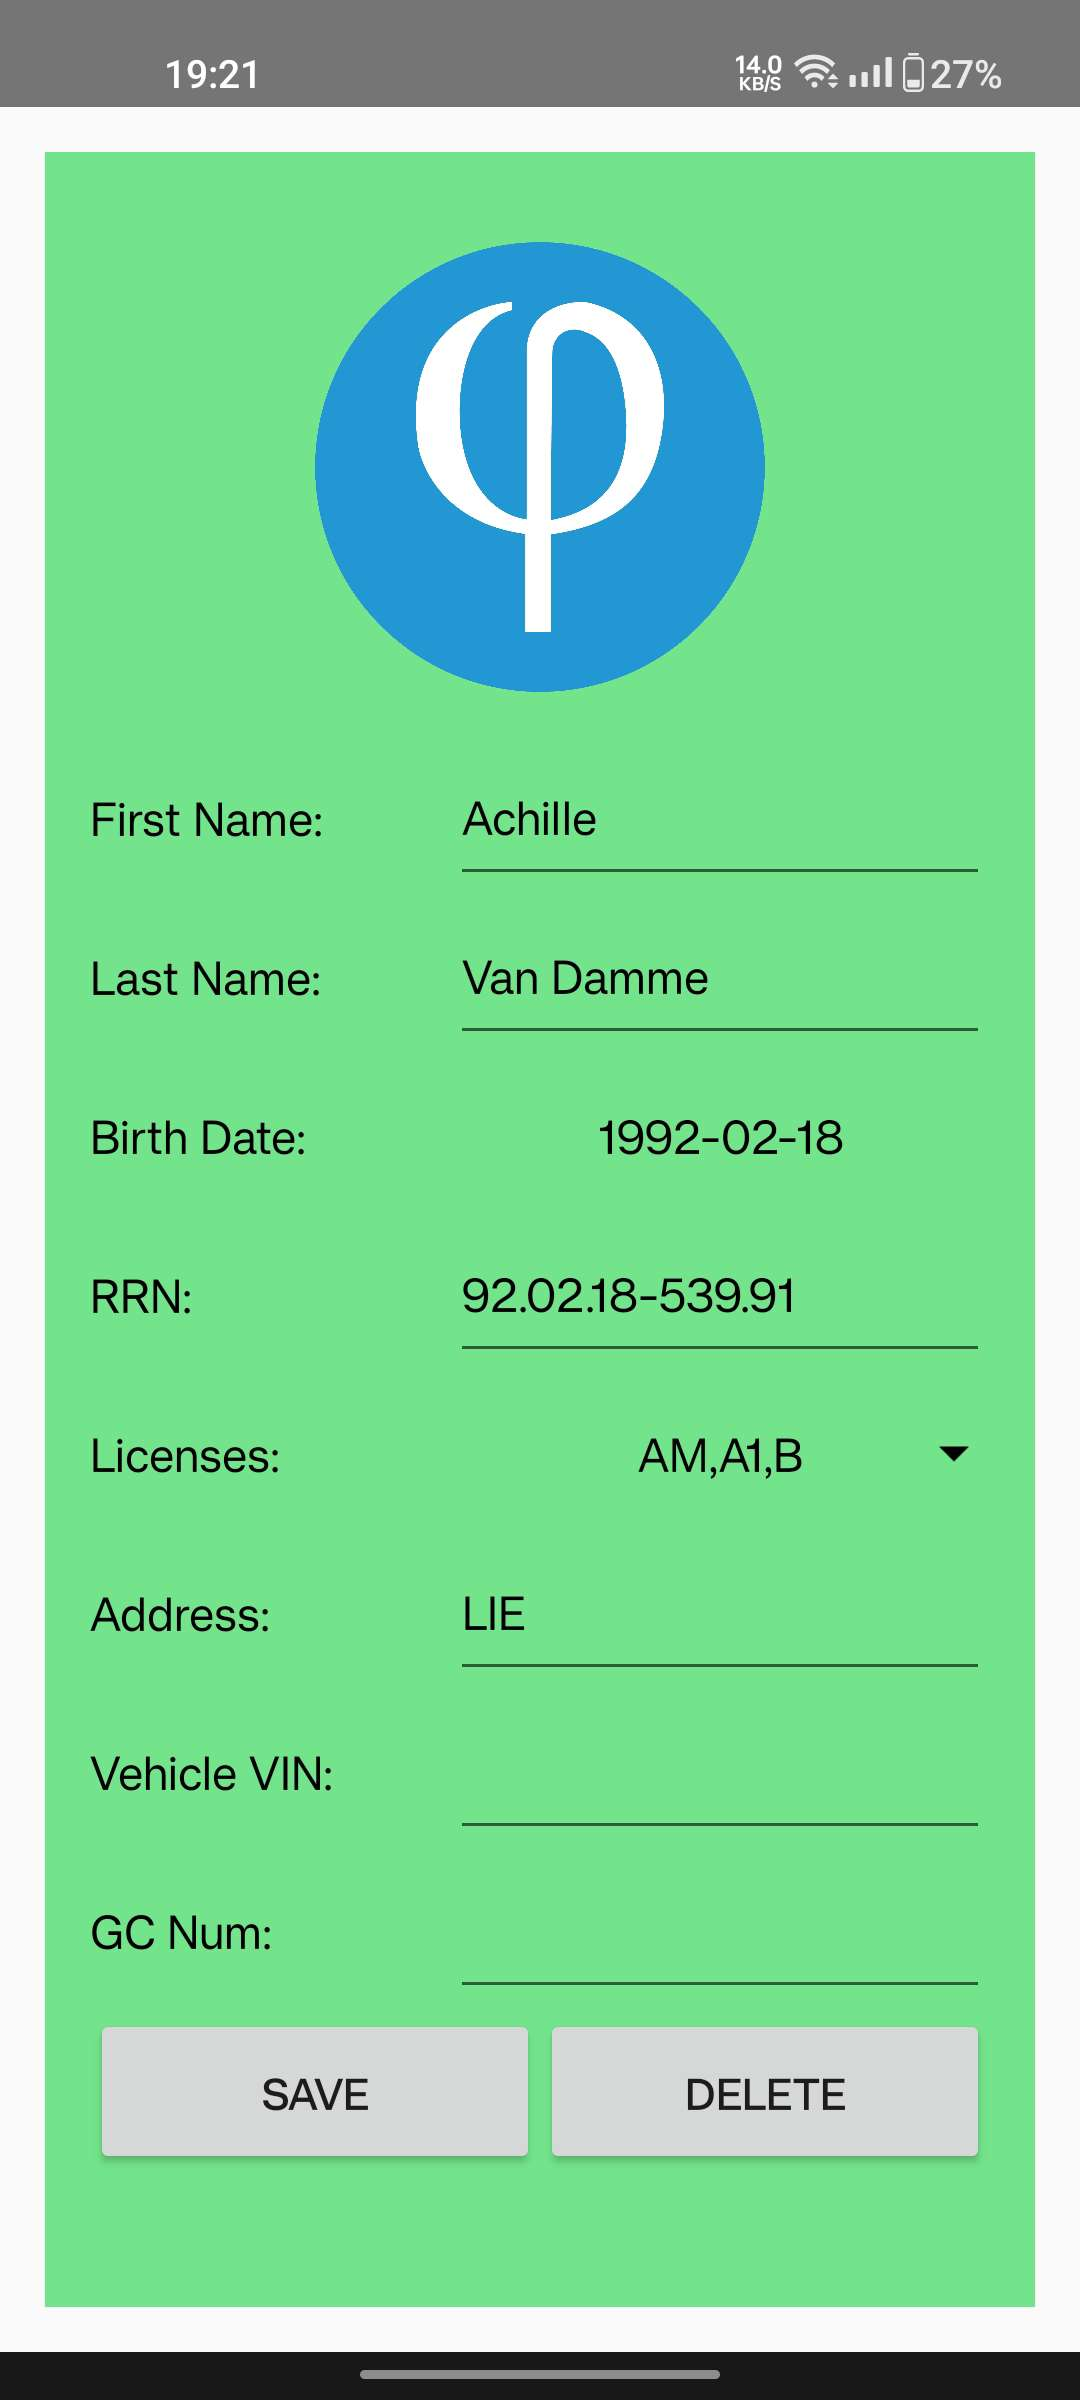 19:21 14.0 KB/S 27%
φ
First Name: Achille
Last Name: Van Damme
Birth Date: 1992-02-18
RRN: 92.02.18-539.91
Licenses: AM,A1,B
Address: LIE
Vehicle VIN:
GC Num:
SAVE DELETE